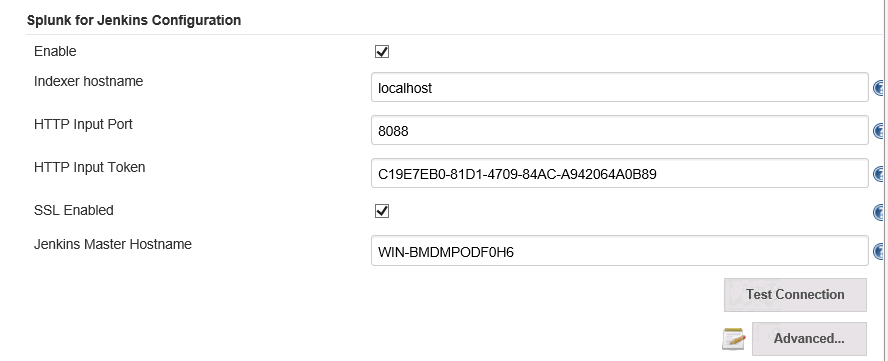 Splunk for Jenkins Configuration
Enable
Indexer hostname
localhost
HTTP Input Port
8088
HTTP Input Token
C19E7EB0-81D1-4709-84AC-A942064A0B89
SSL Enabled
Jenkins Master Hostname
WIN-BMDMPODF0H6
Test Connection
Advanced...